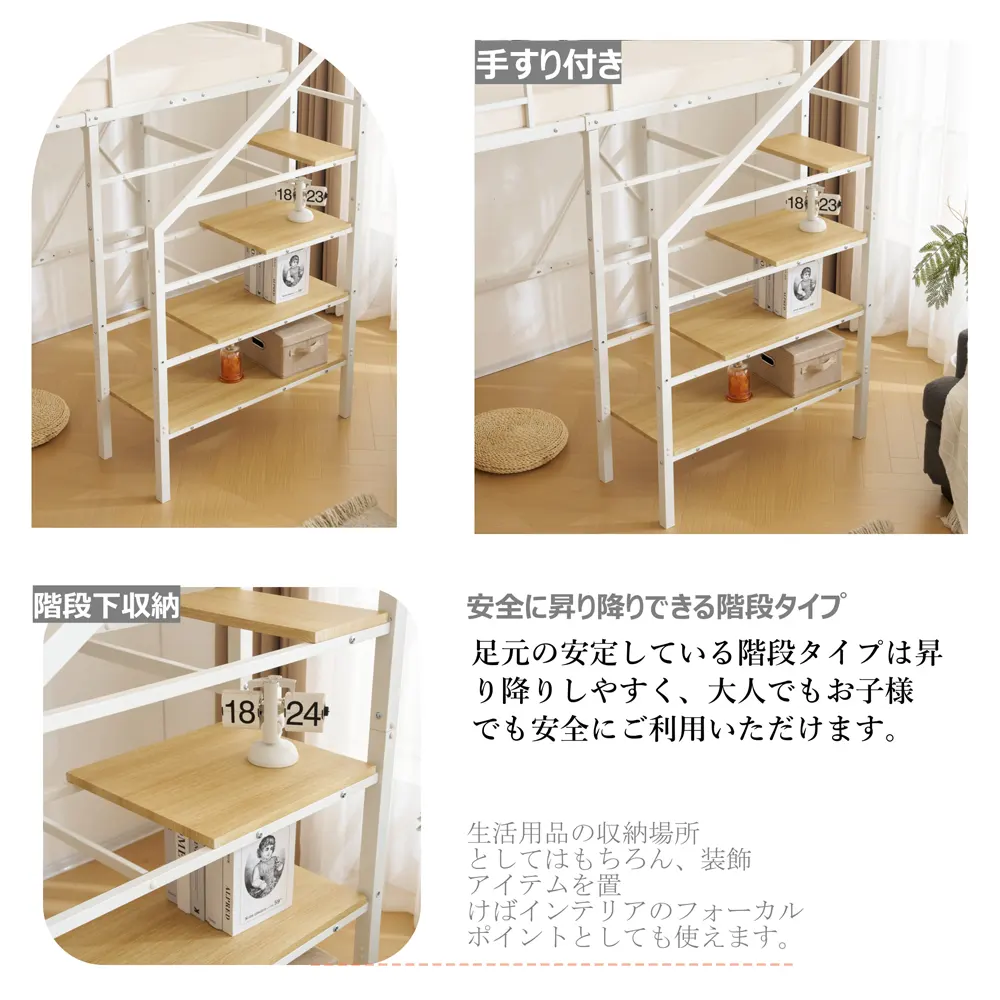 手すり付き
18 23
18 23
階段下収納
18 24
ALFRED
安全に昇り降りできる階段タイプ
足元の安定している階段タイプは昇
り降りしやすく、大人でもお子様
でも安全にご利用いただけます。
生活用品の収納場所
としてはもちろん、装飾
アイテムを置
けばインテリアのフォーカル
ポイントとしても使えます。